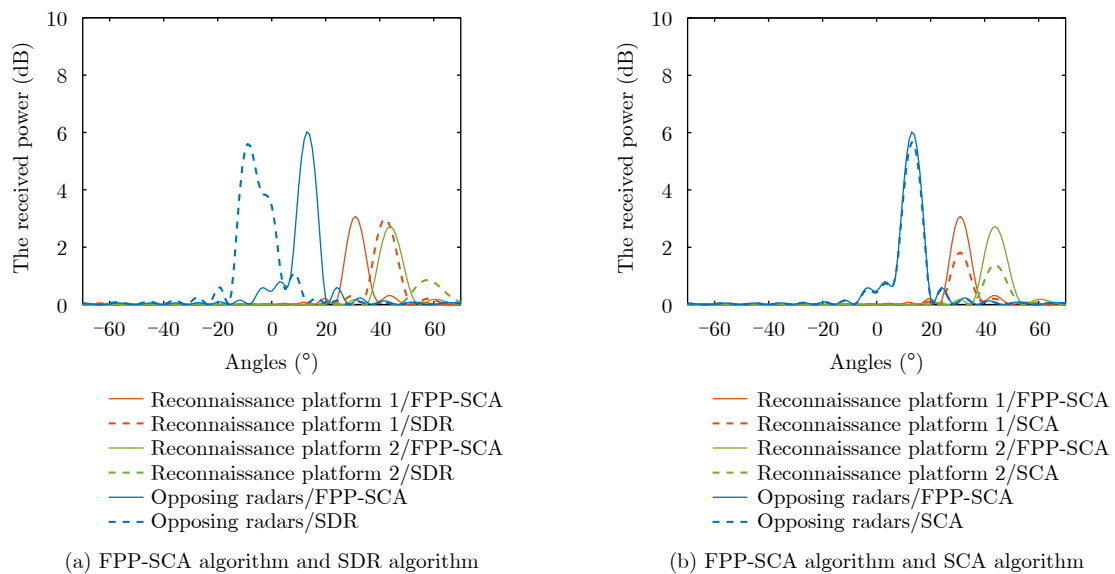 10
8
6
4
2
0
The received power (dB)
−60 −40 −20 0 20 40 60
Angles (°)
Reconnaissance platform 1/FPP-SCA
Reconnaissance platform 1/SDR
Reconnaissance platform 2/FPP-SCA
Reconnaissance platform 2/SDR
Opposing radars/FPP-SCA
Opposing radars/SDR
(a) FPP-SCA algorithm and SDR algorithm
10
8
6
4
2
0
The received power (dB)
−60 −40 −20 0 20 40 60
Angles (°)
Reconnaissance platform 1/FPP-SCA
Reconnaissance platform 1/SCA
Reconnaissance platform 2/FPP-SCA
Reconnaissance platform 2/SCA
Opposing radars/FPP-SCA
Opposing radars/SCA
(b) FPP-SCA algorithm and SCA algorithm